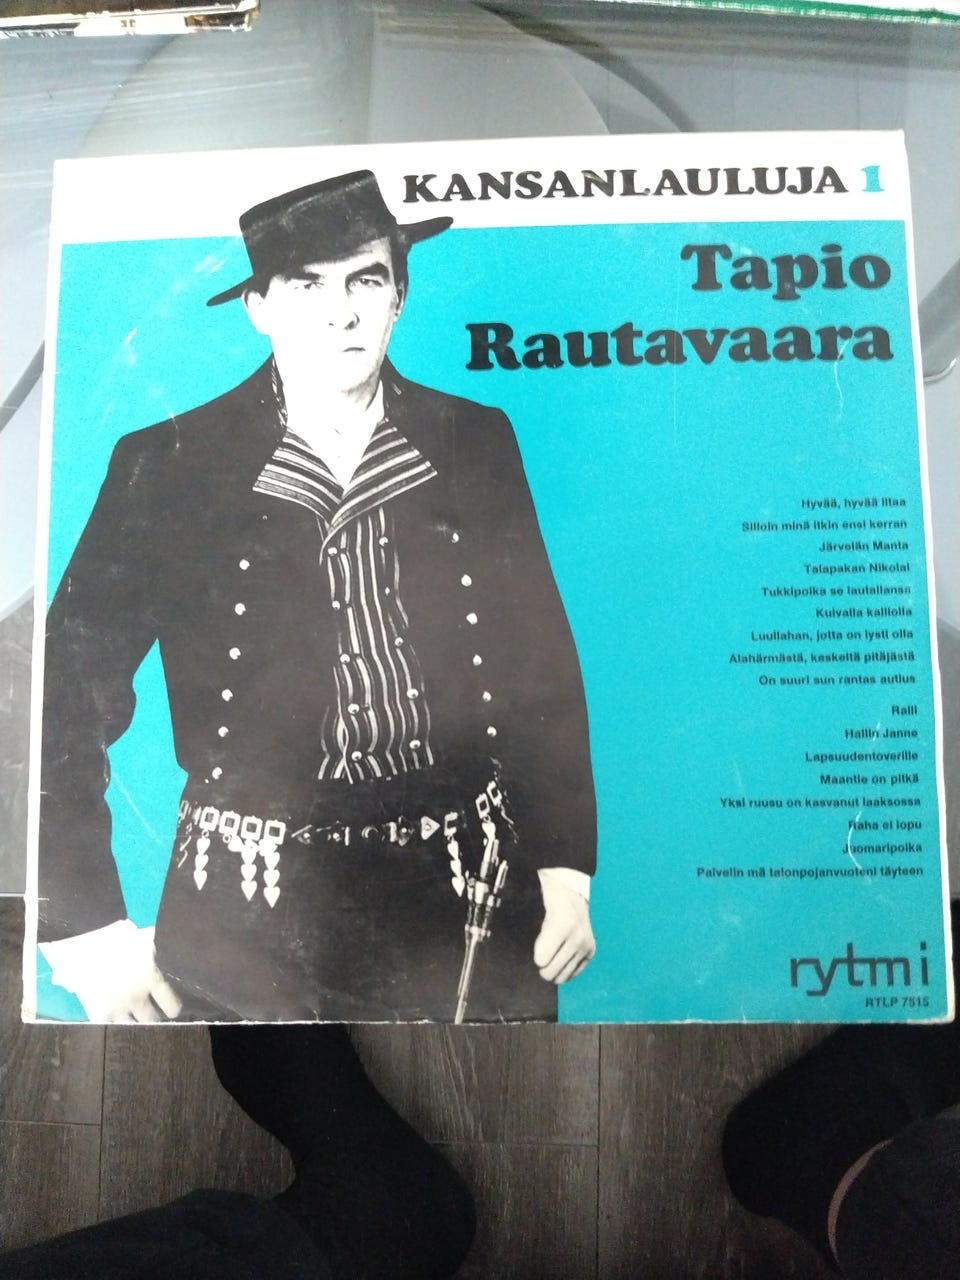 KANSANLAULUJA 1
Tapio
Rautavaara
Hyvää, hyvää iltaa
Silloin minä itkin ensi kerran
Järvelän Manta
Talapakan Nikolai
Tukkipoika se lautallansa
Kuivalla kalliolla
Luullahan, jotta on lysti olla
Alahärmästä, keskeltä pitäjästä
On suuri sun rantas autius
Ralli
Hallin Janne
Lapsuudentoverille
Maantie on pitkä
Yksi ruusu on kasvanut laaksossa
Raha ei lopu
Juomaripoika
Palvelin mä talonpojanvuoteni täyteen
rytmi
RTLP 7515